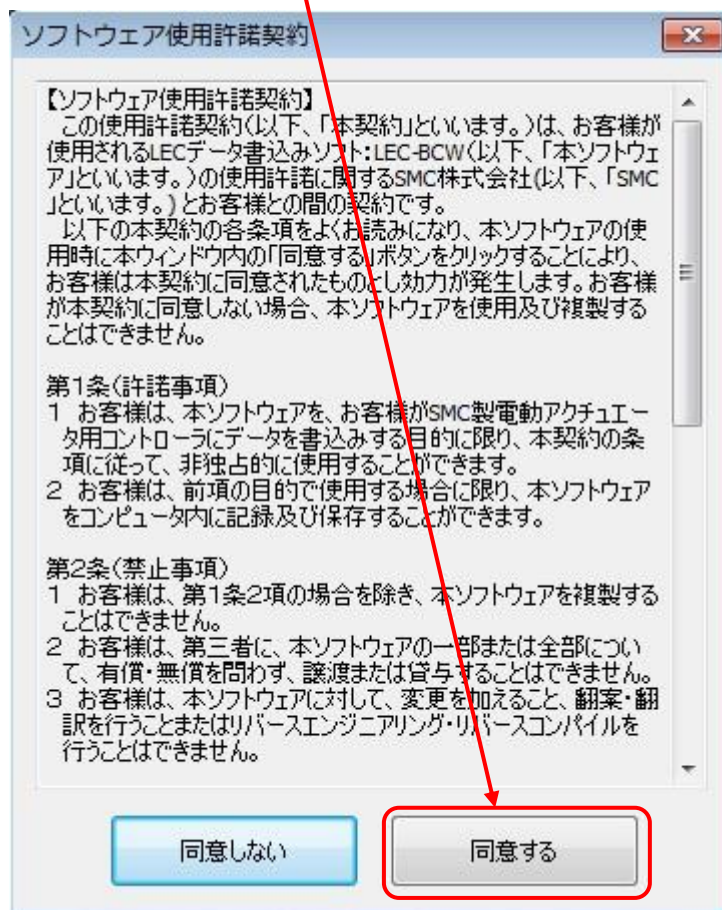 ソフトウェア使用許諾契約
【ソフトウェア使用許諾契約】
この使用許諾契約(以下、「本契約」といいます。)は、お客様が
使用されるLECデータ書込みソフト:LEC-BCW(以下、「本ソフトウェ
ア」といいます。)の使用許諾に関するSMC株式会社(以下、「SMC
」といいます。)とお客様との間の契約です。
以下の本契約の各条項をよくお読みになり、本ソフトウェアの使
用時に本ウィンドウ内の「同意する」ボタンをクリックすることにより、
お客様は本契約に同意されたものとし効力が発生します。お客様
が本契約に同意しない場合、本ソフトウェアを使用及び複製する
ことはできません。
第1条(許諾事項)
1 お客様は、本ソフトウェアを、お客様がSMC製電動アクチュエー
タ用コントローラにデータを書込みする目的に限り、本契約の条
項に従って、非独占的に使用することができます。
2 お客様は、前項の目的で使用する場合に限り、本ソフトウェア
をコンピュータ内に記録及び保存することができます。
第2条(禁止事項)
1 お客様は、第1条2項の場合を除き、本ソフトウェアを複製する
ことはできません。
2 お客様は、第三者に、本ソフトウェアの一部または全部につい
て、有償・無償を問わず、譲渡または貸与することはできません。
3 お客様は、本ソフトウェアに対して、変更を加えること、翻案・翻
訳を行うことまたはリバースエンジニアリング・リバースコンパイルを
行うことはできません。
同意しない
同意する